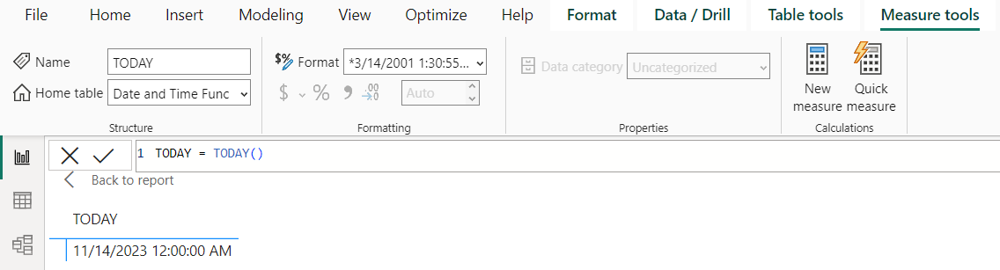 File Home Insert Modeling View Optimize Help Format Data / Drill Table tools Measure tools
Name TODAY $% Format *3/14/2001 1:30:55... Data category Uncategorized
Home table Date and Time Func $ % 9 .00 →0 Auto
New measure
Quick measure
Structure Formatting Properties Calculations
1 TODAY = TODAY()
Back to report
TODAY
11/14/2023 12:00:00 AM